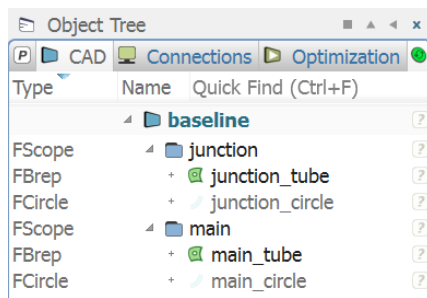 Object Tree
P CAD Connections Optimization
Type Name Quick Find (Ctrl+F)
baseline ?
FScope junction ?
FBrep junction_tube ?
FCircle junction_circle ?
FScope main ?
FBrep main_tube ?
FCircle main_circle ?